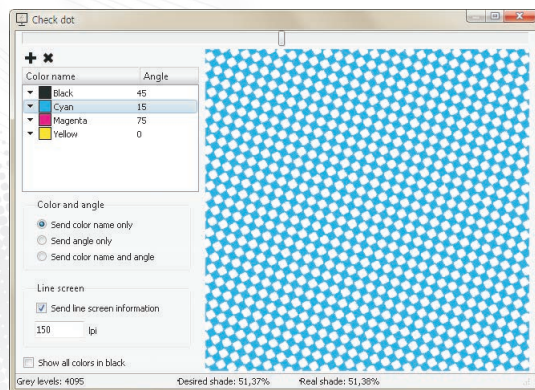 Check dot
Color name Angle
Black 45
Cyan 15
Magenta 75
Yellow 0
Color and angle
Send color name only
Send angle only
Send color name and angle
Line screen
Send line screen information
150 lpi
Show all colors in black
Grey levels: 4095 Desired shade: 51,37% Real shade: 51,38%